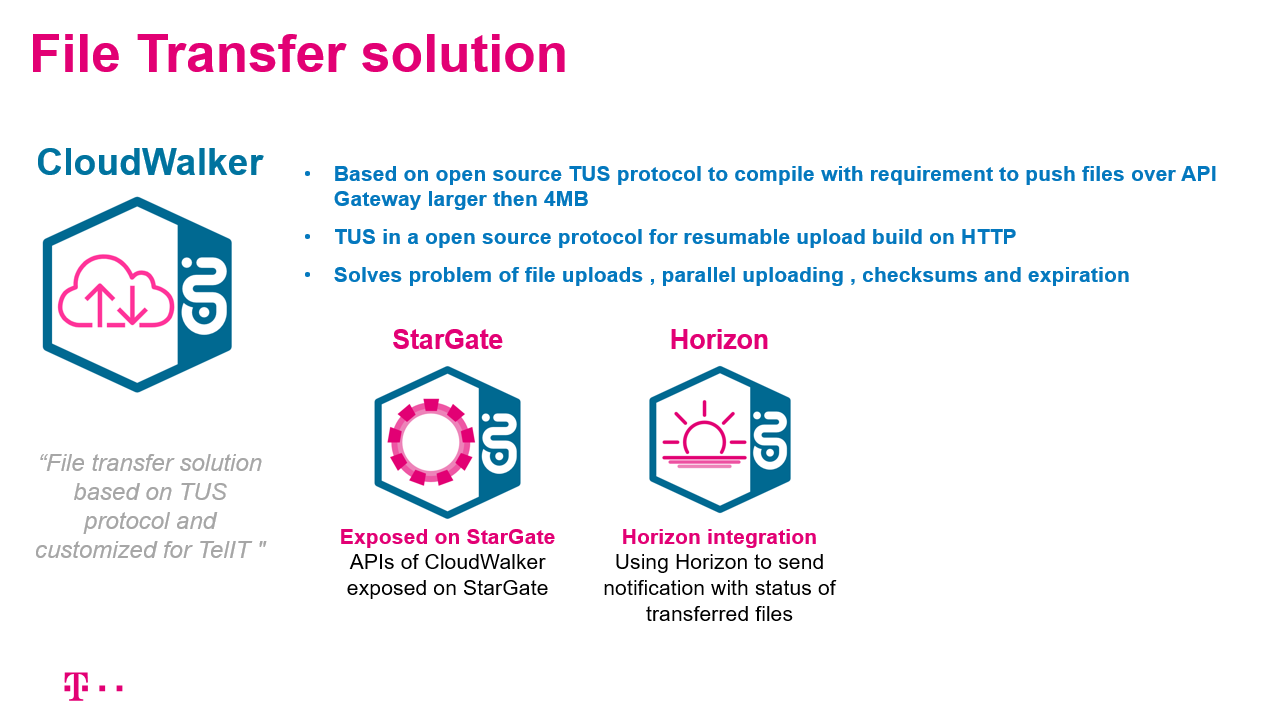 File Transfer solution
CloudWalker
• Based on open source TUS protocol to compile with requirement to push files over API
Gateway larger then 4MB
• TUS in a open source protocol for resumable upload build on HTTP
• Solves problem of file uploads , parallel uploading , checksums and expiration
“File transfer solution
based on TUS
protocol and
customized for TelIT "
StarGate
Exposed on StarGate
APIs of CloudWalker
exposed on StarGate
Horizon
Horizon integration
Using Horizon to send
notification with status of
transferred files
T